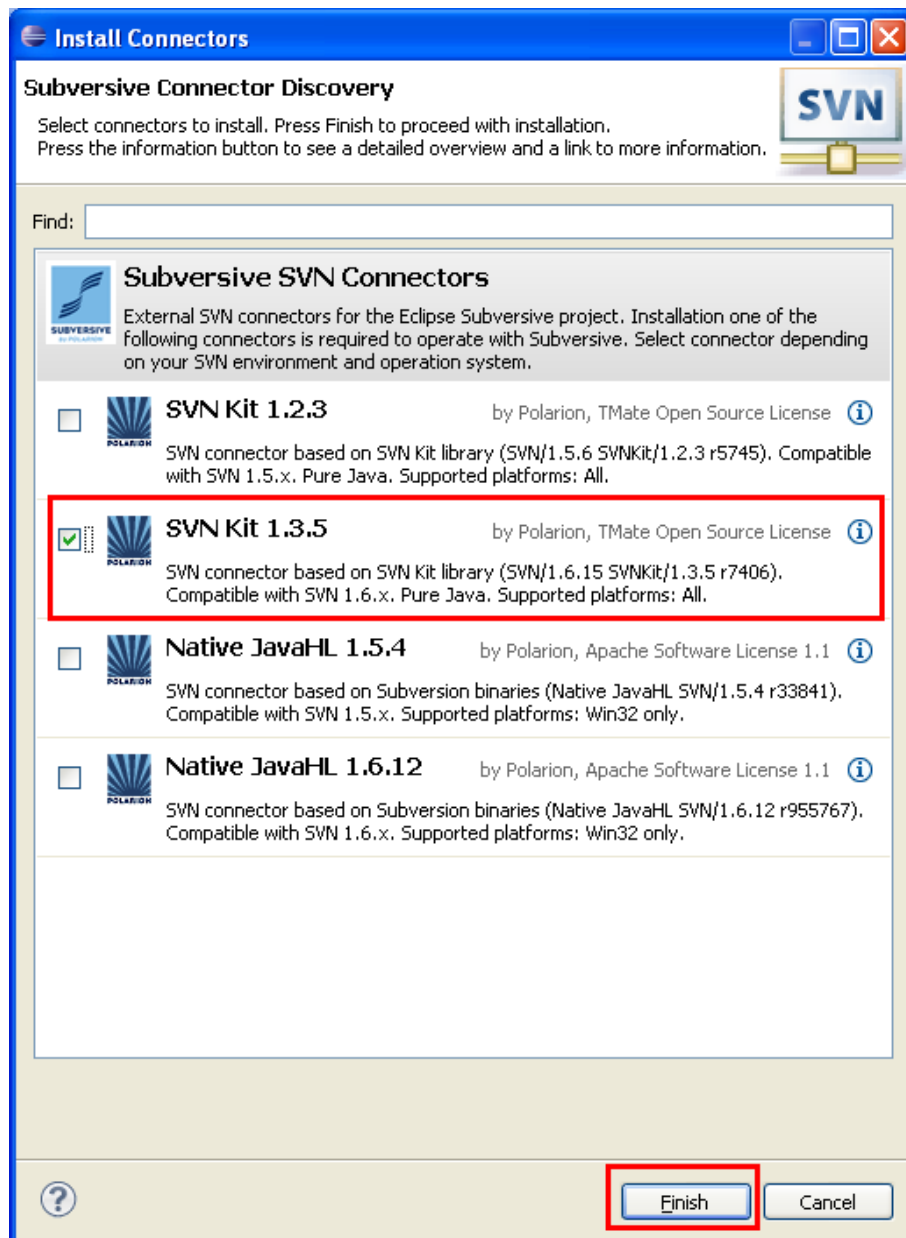 Install Connectors
Subversive Connector Discovery
SVN
Select connectors to install. Press Finish to proceed with installation.
Press the information button to see a detailed overview and a link to more information.
Find:
Subversive SVN Connectors
External SVN connectors for the Eclipse Subversive project. Installation one of the
following connectors is required to operate with Subversive. Select connector depending
on your SVN environment and operation system.
SUBVERSIVE
BY POLARION
SVN Kit 1.2.3 by Polarion, TMate Open Source License
POLARION
SVN connector based on SVN Kit library (SVN/1.5.6 SVNKit/1.2.3 r5745). Compatible
with SVN 1.5.x. Pure Java. Supported platforms: All.
SVN Kit 1.3.5 by Polarion, TMate Open Source License
POLARION
SVN connector based on SVN Kit library (SVN/1.6.15 SVNKit/1.3.5 r7406).
Compatible with SVN 1.6.x. Pure Java. Supported platforms: All.
Native JavaHL 1.5.4 by Polarion, Apache Software License 1.1
POLARION
SVN connector based on Subversion binaries (Native JavaHL SVN/1.5.4 r33841).
Compatible with SVN 1.5.x. Supported platforms: Win32 only.
Native JavaHL 1.6.12 by Polarion, Apache Software License 1.1
POLARION
SVN connector based on Subversion binaries (Native JavaHL SVN/1.6.12 r955767).
Compatible with SVN 1.6.x. Supported platforms: Win32 only.
Finish Cancel